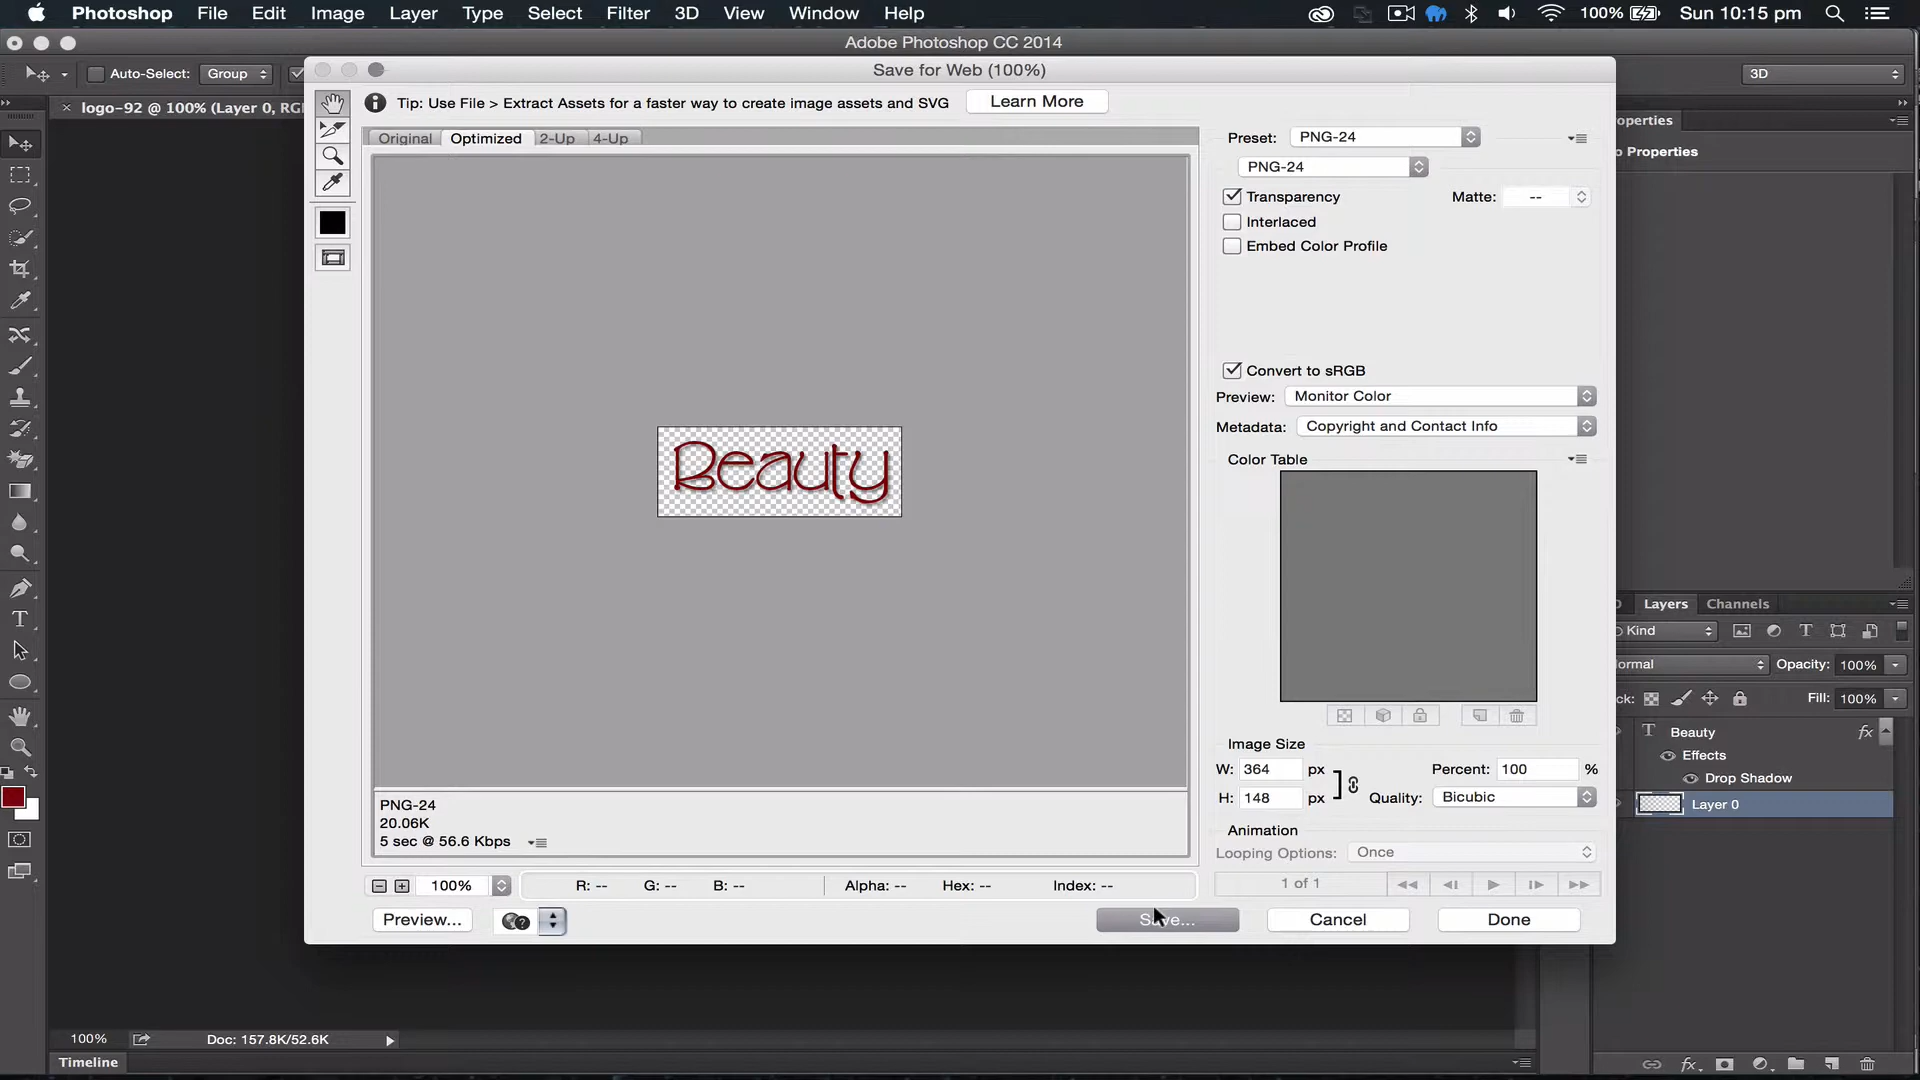 Photoshop File Edit Image Layer Type Select Filter 3D View Window Help 100% Sun 10:15 pm
Adobe Photoshop CC 2014
Auto-Select: Group
3D
Save for Web (100%)
logo-92 @ 100% (Layer 0, RG
Tip: Use File > Extract Assets for a faster way to create image assets and SVG
Learn More
Original Optimized 2-Up 4-Up
Preset: PNG-24
PNG-24
Transparency Matte: --
Interlaced
Embed Color Profile
Convert to sRGB
Preview: Monitor Color
Metadata: Copyright and Contact Info
Color Table
Beauty
Image Size
W: 364 px Percent: 100 %
H: 148 px Quality: Bicubic
Animation
Looping Options: Once
1 of 1
PNG-24
20.06K
5 sec @ 56.6 Kbps
100% R: -- G: -- B: -- Alpha: -- Hex: -- Index: --
Preview... Save... Cancel Done
operties
o Properties
Layers Channels
Kind
ormal Opacity: 100%
ck: Fill: 100%
T Beauty fx
Effects
Drop Shadow
Layer 0
100% Doc: 157.8K/52.6K
Timeline
fx